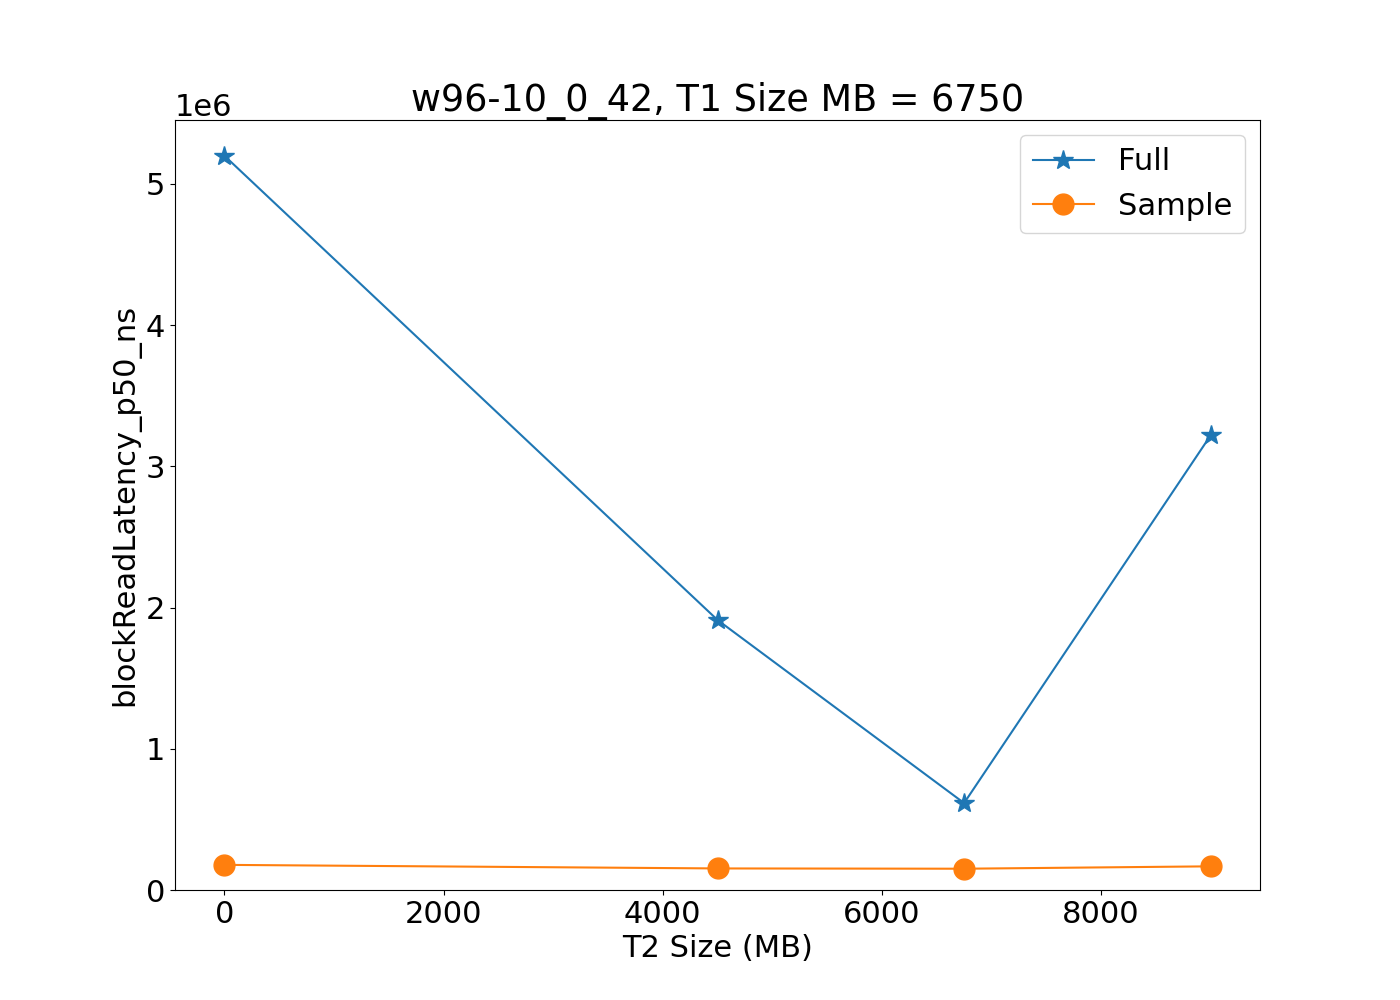 w96-10_0_42, T1 Size MB = 6750
1e6
Full
Sample
5
4
3
2
1
0
blockReadLatency_p50_ns
0 2000 4000 6000 8000
T2 Size (MB)